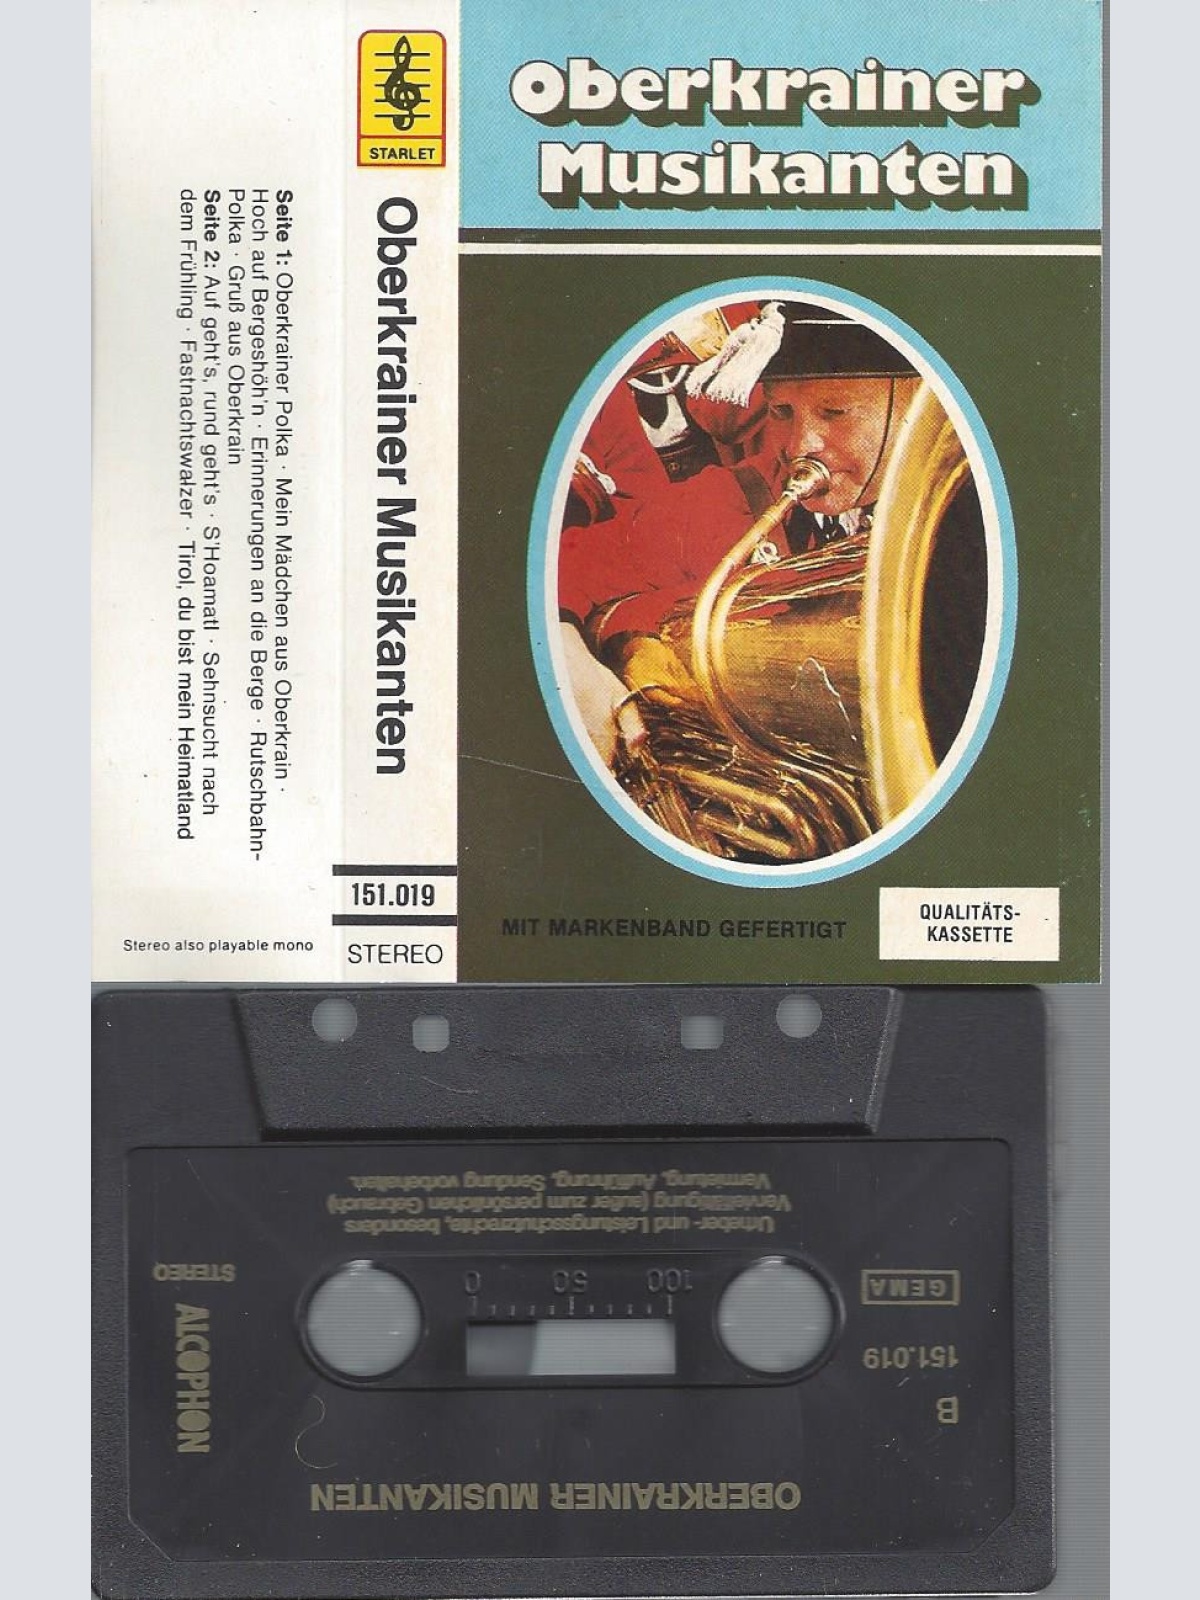 Oberkrainer
Musikanten
MIT MARKENBAND GEFERTIGT
QUALITÄTS-
KASSETTE
STARLET
Oberkrainer Musikanten
151.019
STEREO
Seite 1: Oberkrainer Polka · Mein Mädchen aus Oberkrain ·
Hoch auf Bergeshöh'n · Erinnerungen an die Berge · Rutschbahn-
Polka · Gruß aus Oberkrain
Seite 2: Auf geht's, rund geht's · S'Hoamatl · Sehnsucht nach
dem Frühling · Fastnachtswalzer · Tirol, du bist mein Heimatland
Stereo also playable mono
OBERKRAINER MUSIKANTEN
B
151.019
GEMA
ALCOPHON
STEREO
100 50 0
Urheber- und Leistungsschutzrechte, besonders
Vervielfältigung (außer zum persönlichen Gebrauch)
Vermietung, Aufführung, Sendung vorbehalten.